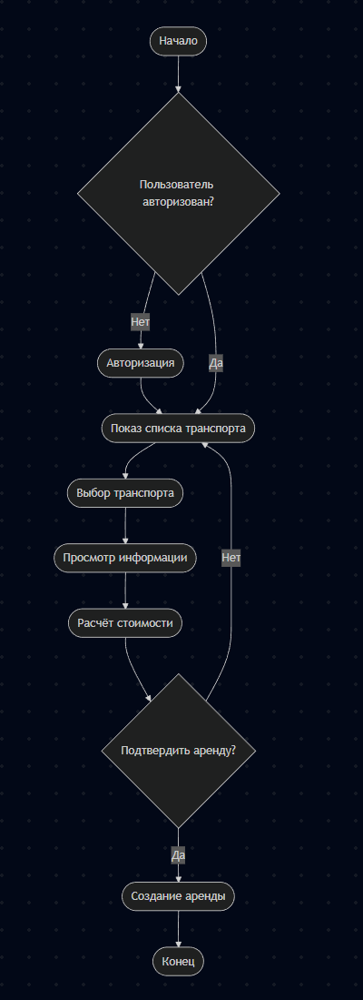 Начало
Пользователь
авторизован?
Нет
Авторизация
Да
Показ списка транспорта
Выбор транспорта
Просмотр информации
Нет
Расчёт стоимости
Подтвердить аренду?
Да
Создание аренды
Конец